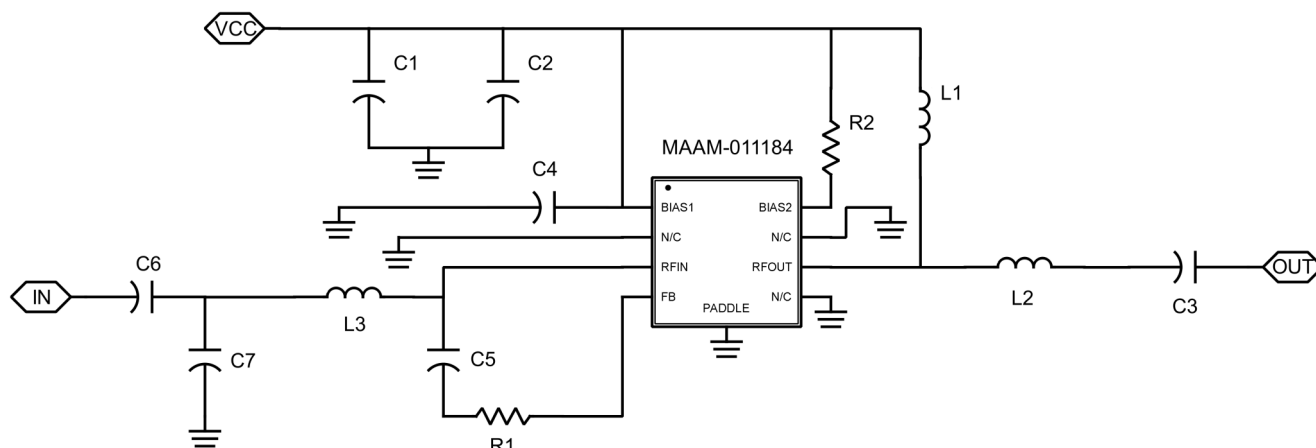 VCC
C1
C2
L1
R2
MAAM-011184
C4
BIAS1
BIAS2
N/C
N/C
C6
RFIN
RFOUT
IN
FB
N/C
OUT
L3
PADDLE
L2
C3
C7
C5
R1